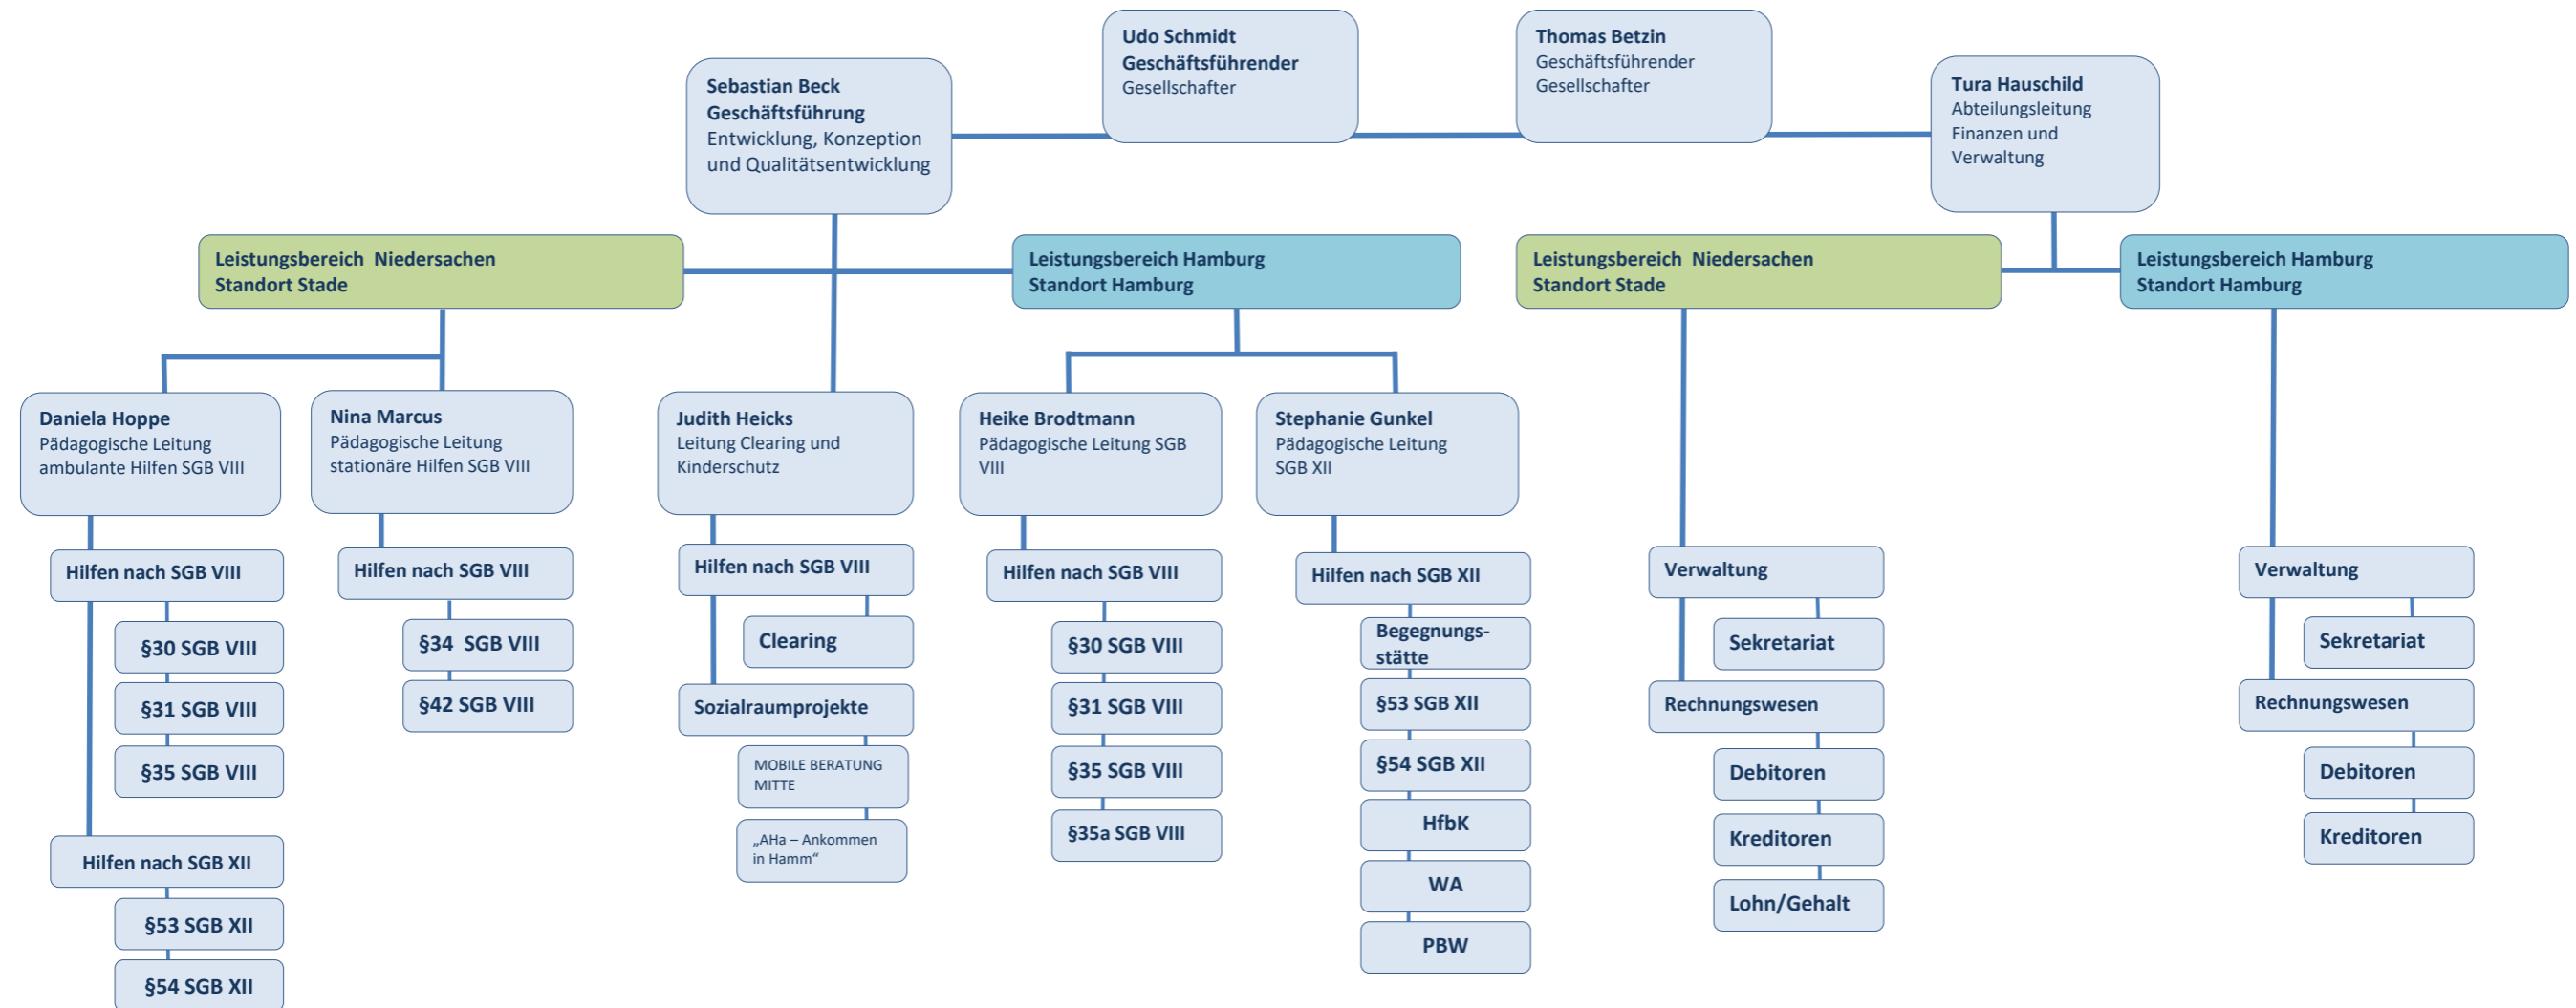 Udo Schmidt
Geschäftsführender
Gesellschafter
Thomas Betzin
Geschäftsführender
Gesellschafter
Sebastian Beck
Geschäftsführung
Entwicklung, Konzeption
und Qualitätsentwicklung
Tura Hauschild
Abteilungsleitung
Finanzen und
Verwaltung
Leistungsbereich  Niedersachen
Standort Stade
Leistungsbereich Hamburg
Standort Hamburg
Leistungsbereich  Niedersachen
Standort Stade
Leistungsbereich Hamburg
Standort Hamburg
Daniela Hoppe
Pädagogische Leitung
ambulante Hilfen SGB VIII
Nina Marcus
Pädagogische Leitung
stationäre Hilfen SGB VIII
Judith Heicks
Leitung Clearing und
Kinderschutz
Heike Brodtmann
Pädagogische Leitung SGB
VIII
Stephanie Gunkel
Pädagogische Leitung
SGB XII
Hilfen nach SGB VIII
§30 SGB VIII
§31 SGB VIII
§35 SGB VIII
Hilfen nach SGB XII
§53 SGB XII
§54 SGB XII
Hilfen nach SGB VIII
§34  SGB VIII
§42 SGB VIII
Hilfen nach SGB VIII
Clearing
Sozialraumprojekte
MOBILE BERATUNG
MITTE
„AHa – Ankommen
in Hamm“
Hilfen nach SGB VIII
§30 SGB VIII
§31 SGB VIII
§35 SGB VIII
§35a SGB VIII
Hilfen nach SGB XII
Begegnungs-
stätte
§53 SGB XII
§54 SGB XII
HfbK
WA
PBW
Verwaltung
Sekretariat
Rechnungswesen
Debitoren
Kreditoren
Lohn/Gehalt
Verwaltung
Sekretariat
Rechnungswesen
Debitoren
Kreditoren